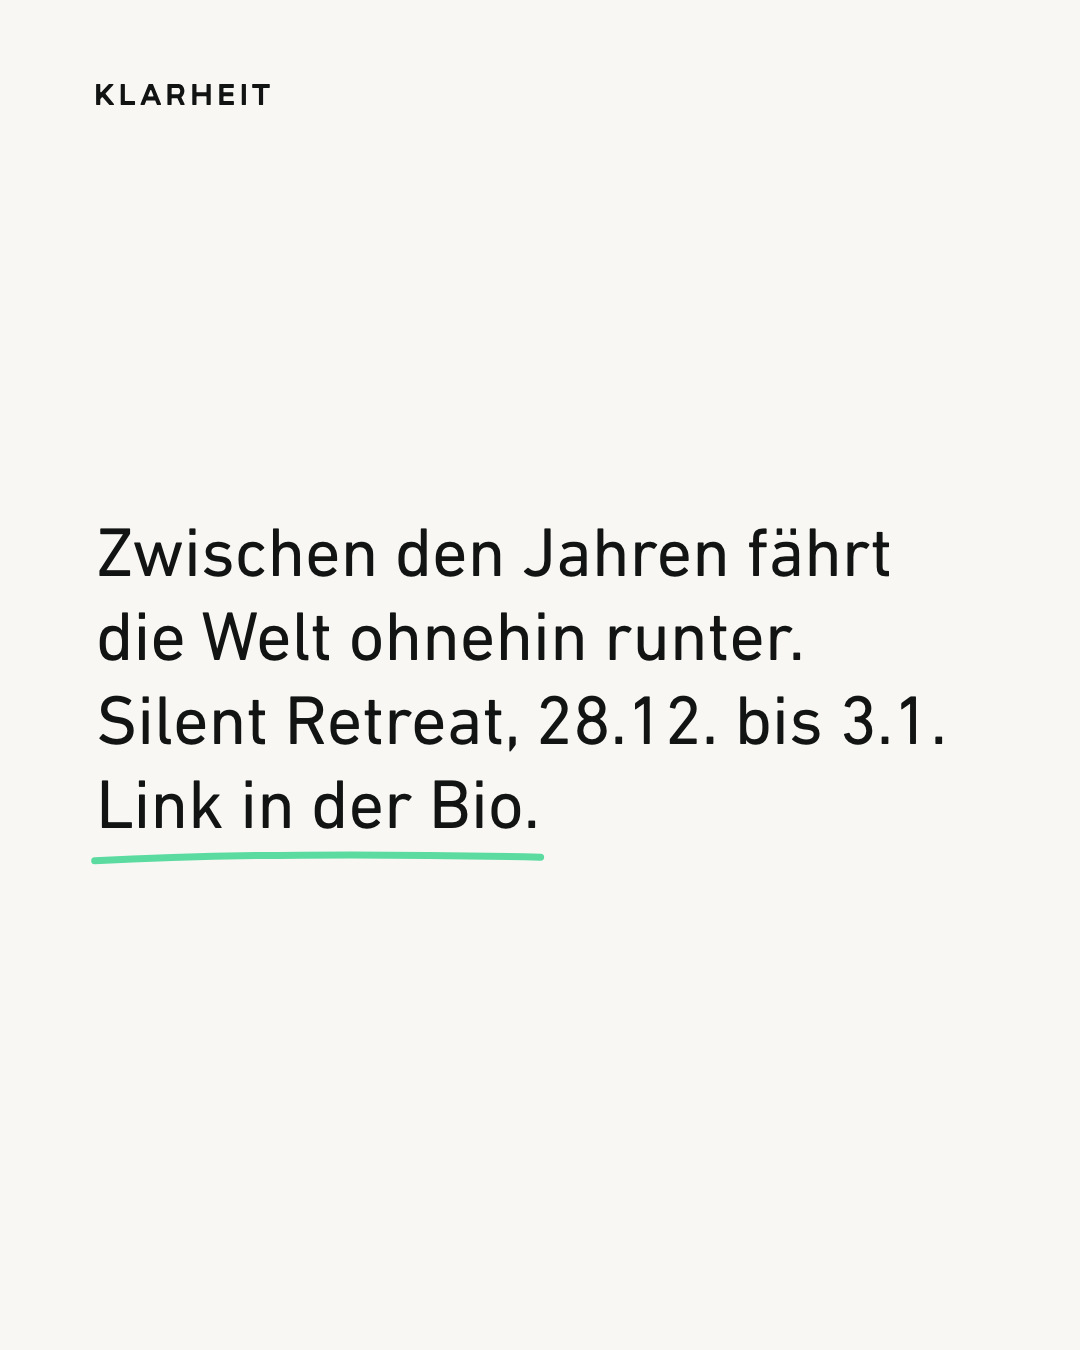 KLARHEIT
Zwischen den Jahren fährt
die Welt ohnehin runter.
Silent Retreat, 28.12. bis 3.1.
Link in der Bio.